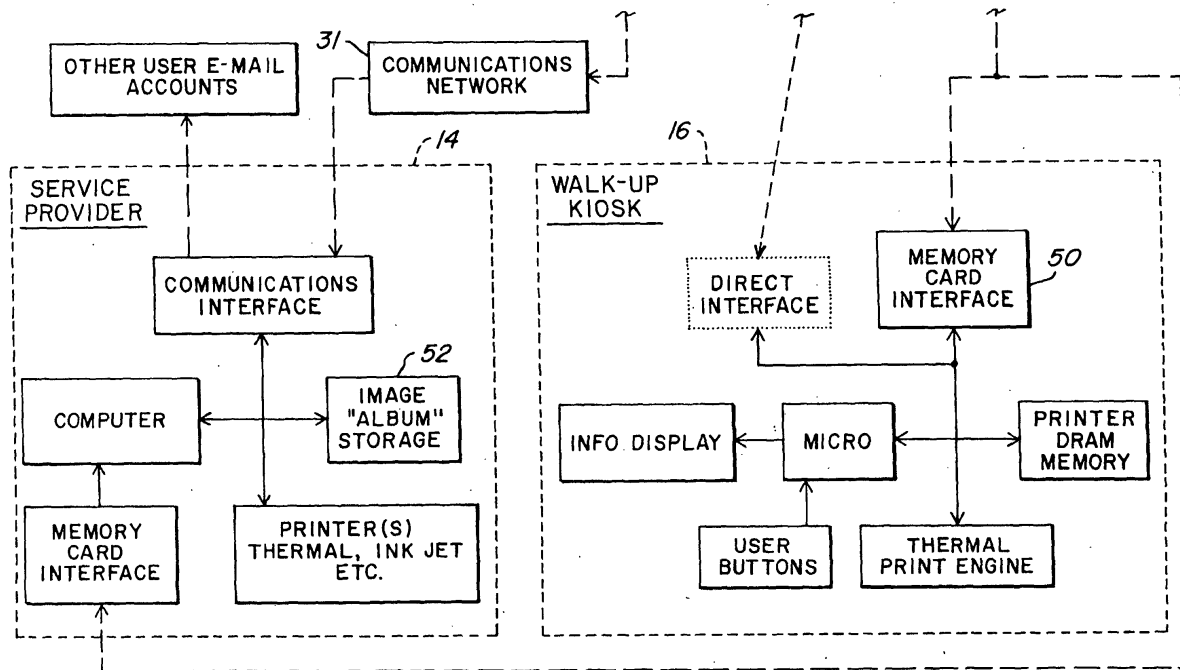 31
OTHER USER E-MAIL
ACCOUNTS
COMMUNICATIONS
NETWORK
14
16
SERVICE
PROVIDER
WALK-UP
KIOSK
COMMUNICATIONS
INTERFACE
DIRECT
INTERFACE
MEMORY
CARD
INTERFACE
50
52
COMPUTER
IMAGE
"ALBUM"
STORAGE
INFO DISPLAY
MICRO
PRINTER
DRAM
MEMORY
MEMORY
CARD
INTERFACE
PRINTER(S)
THERMAL, INK JET
ETC.
USER
BUTTONS
THERMAL
PRINT ENGINE